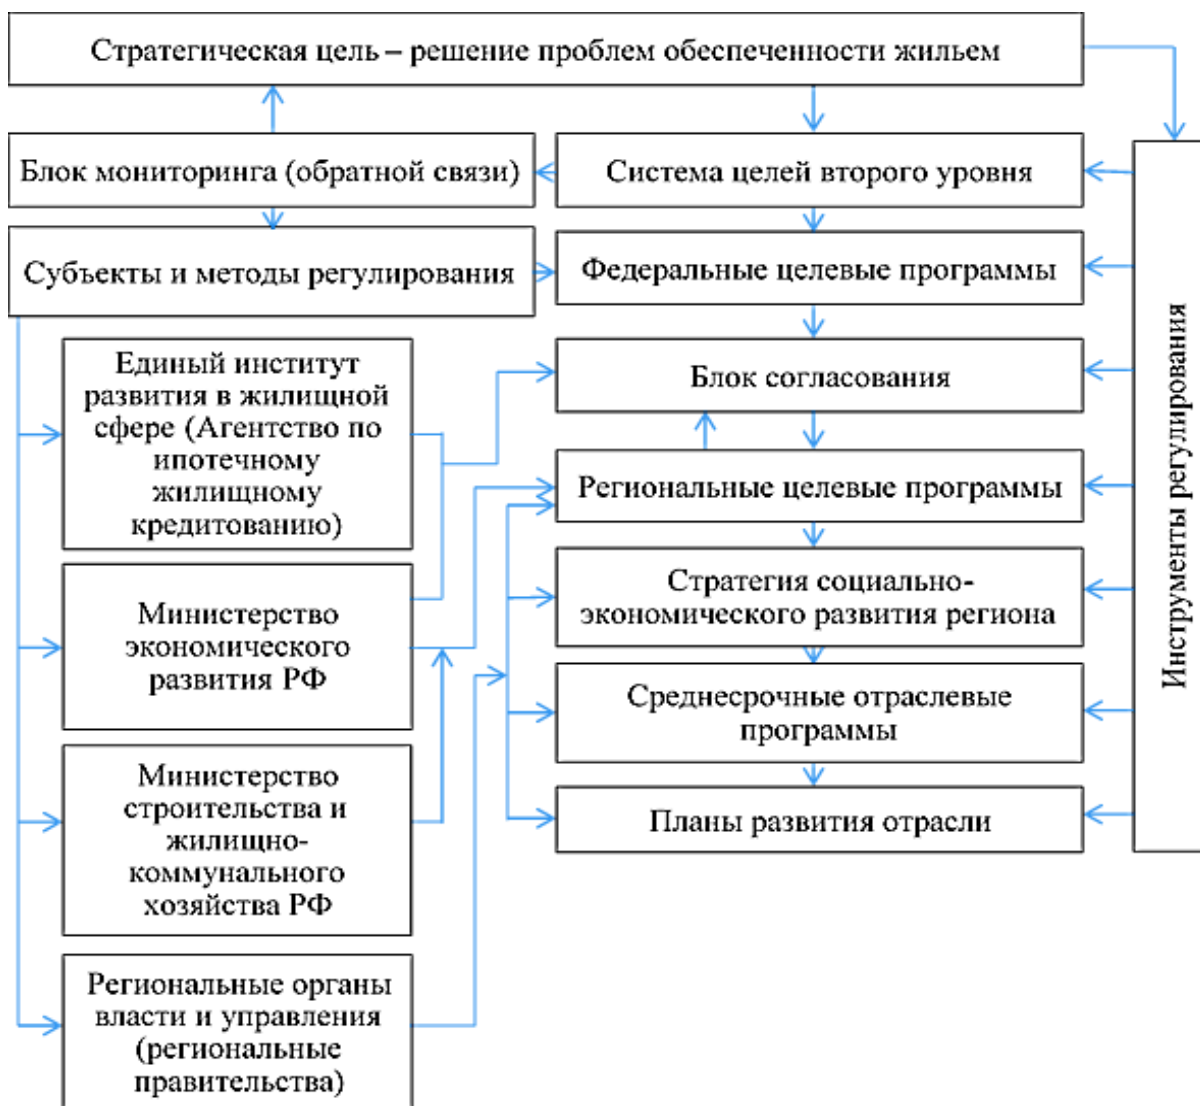 Стратегическая цель – решение проблем обеспеченности жильем
Блок мониторинга (обратной связи)
Система целей второго уровня
Субъекты и методы регулирования
Федеральные целевые программы
Единый институт
развития в жилищной
сфере (Агентство по
ипотечному
жилищному
кредитованию)
Блок согласования
Региональные целевые программы
Министерство
экономического
развития РФ
Стратегия социально-
экономического развития региона
Среднесрочные отраслевые
программы
Министерство
строительства и
жилищно-
коммунального
хозяйства РФ
Планы развития отрасли
Региональные органы
власти и управления
(региональные
правительства)
Инструменты регулирования